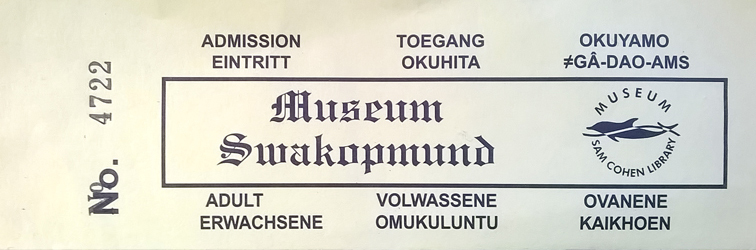 No. 4722
ADMISSION TOEGANG OKUYAMO
EINTRITT OKUHITA ≠GÂ-DAO-AMS
Museum
Swakopmund
MUSEUM
SAM COHEN LIBRARY
ADULT VOLWASSENE OVANENE
ERWACHSENE OMUKULUNTU KAIKHOEN